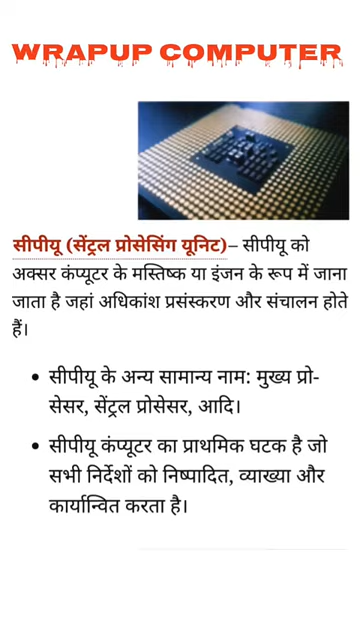 WRAPUP COMPUTER
सीपीयू (सेंट्रल प्रोसेसिंग यूनिट)– सीपीयू को
अक्सर कंप्यूटर के मस्तिष्क या इंजन के रूप में जाना
जाता है जहां अधिकांश प्रसंस्करण और संचालन होते
हैं।
• सीपीयू के अन्य सामान्य नाम: मुख्य प्रो-
सेसर, सेंट्रल प्रोसेसर, आदि।
• सीपीयू कंप्यूटर का प्राथमिक घटक है जो
सभी निर्देशों को निष्पादित, व्याख्या और
कार्यान्वित करता है।